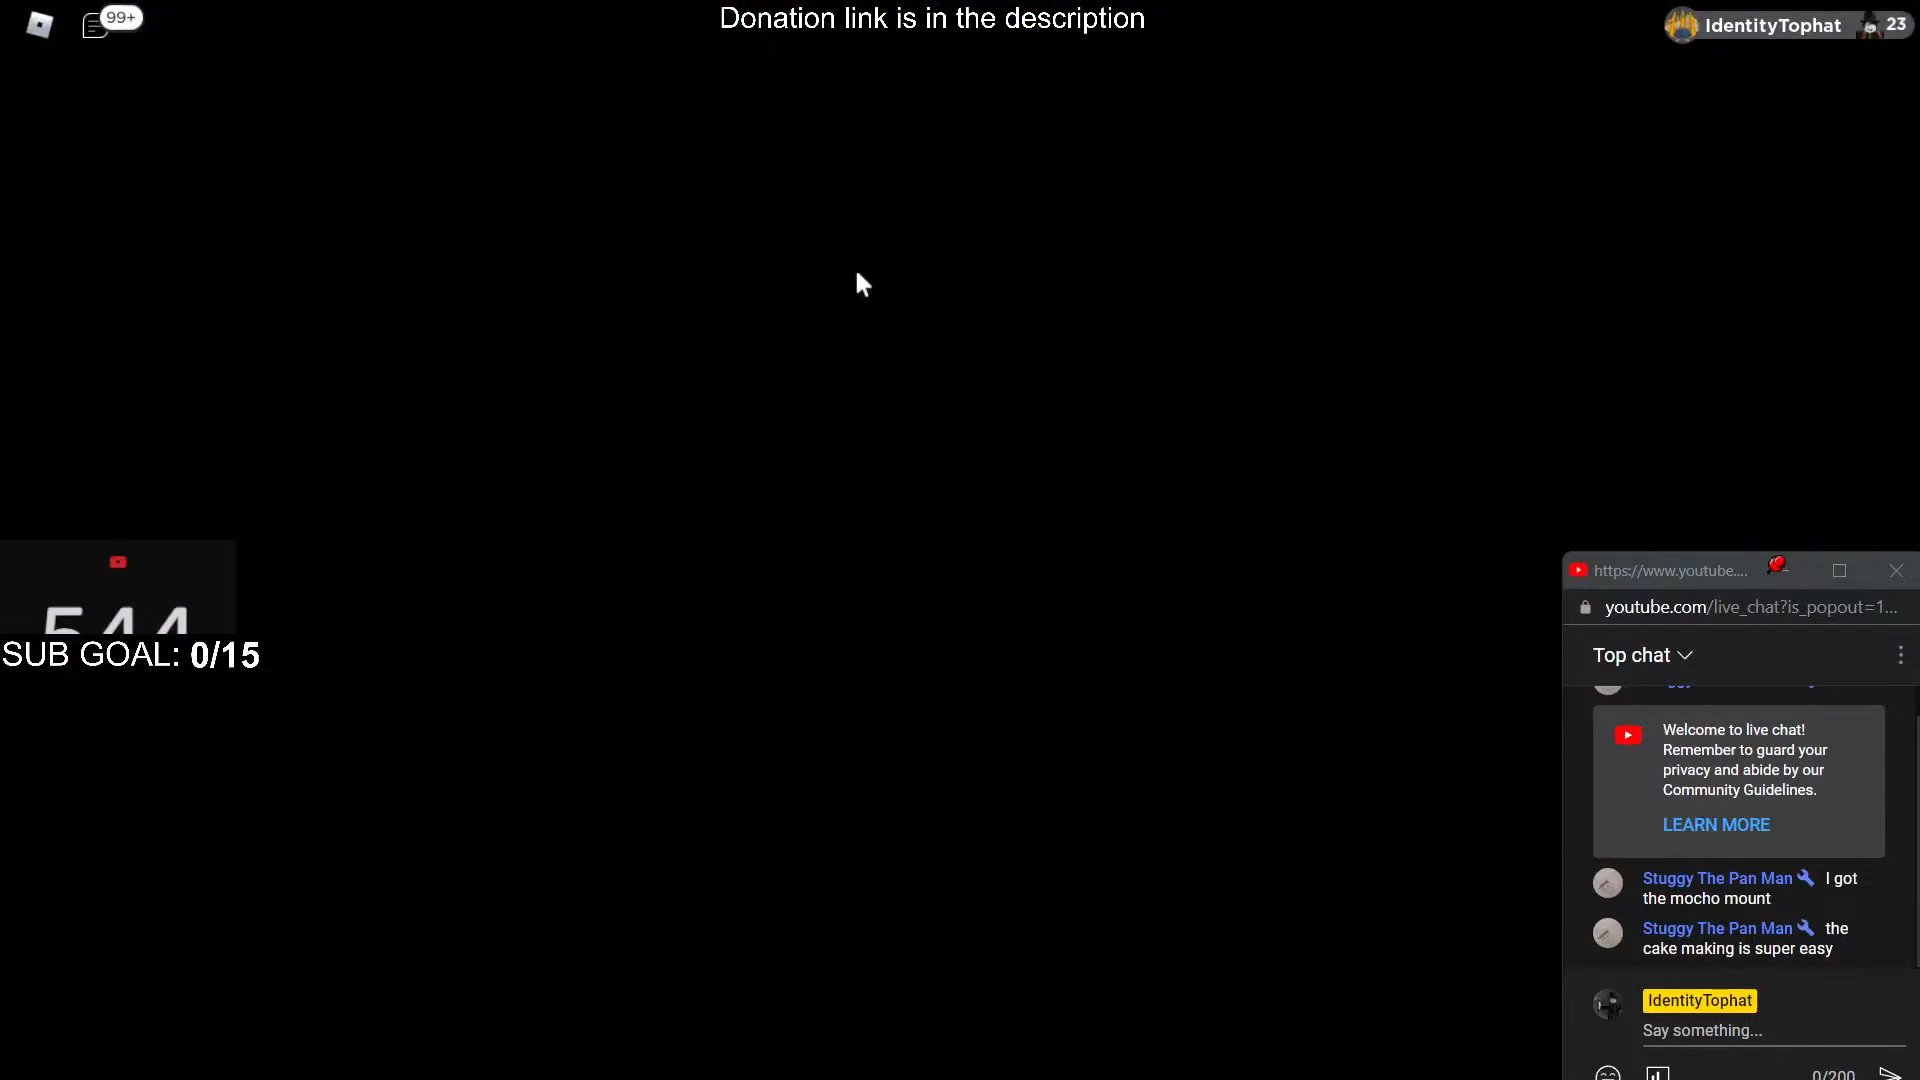 99+
Donation link is in the description
IdentityTophat
23
544
SUB GOAL: 0/15
https://www.youtube....
youtube.com/live_chat?is_popout=1...
Top chat
Welcome to live chat!
Remember to guard your
privacy and abide by our
Community Guidelines.
LEARN MORE
Stuggy The Pan Man I got
the mocho mount
Stuggy The Pan Man the
cake making is super easy
IdentityTophat
Say something...
0/200